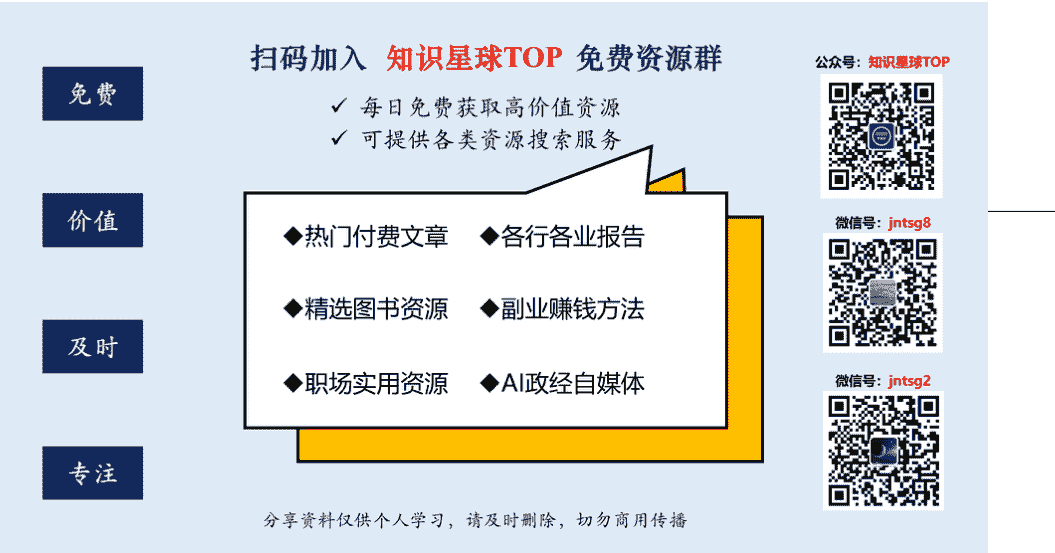 扫码加入 知识星球TOP 免费资源群
✓ 每日免费获取高价值资源
✓ 可提供各类资源搜索服务
免费
价值
及时
专注
◆热门付费文章 ◆各行各业报告
◆精选图书资源 ◆副业赚钱方法
◆职场实用资源 ◆AI政经自媒体
公众号：知识星球TOP
微信号：jntsg8
微信号：jntsg2
分享资料仅供个人学习，请及时删除，切勿商用传播